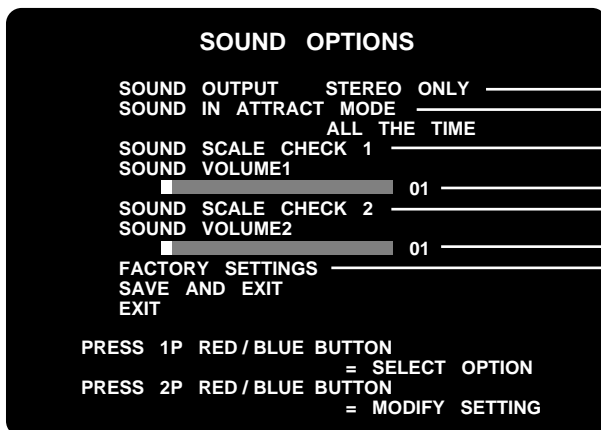 SOUND OPTIONS
SOUND OUTPUT STEREO ONLY
SOUND IN ATTRACT MODE
ALL THE TIME
SOUND SCALE CHECK 1
SOUND VOLUME1
01
SOUND SCALE CHECK 2
SOUND VOLUME2
01
FACTORY SETTINGS
SAVE AND EXIT
EXIT
PRESS 1P RED/BLUE BUTTON
= SELECT OPTION
PRESS 2P RED/BLUE BUTTON
= MODIFY SETTING